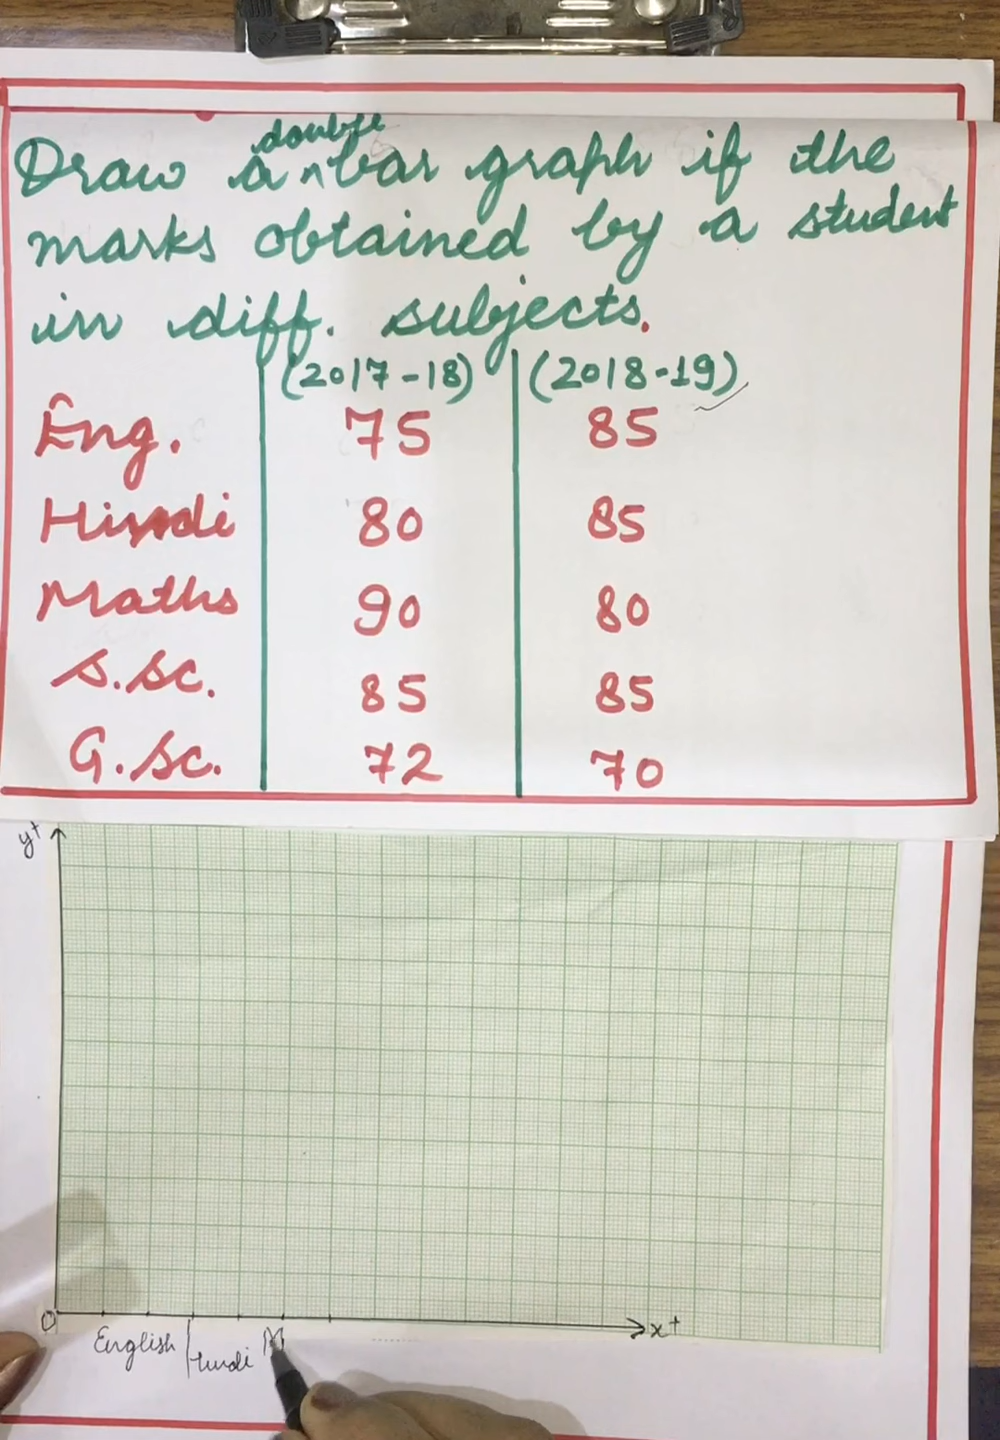 Draw a double bar graph if the
marks obtained by a student
in diff. subjects.
(2017-18) (2018-19)
Eng. 75 85
Hindi 80 85
Maths 90 80
S.Sc. 85 85
G.Sc. 72 70
y+
O x+
English Hindi M